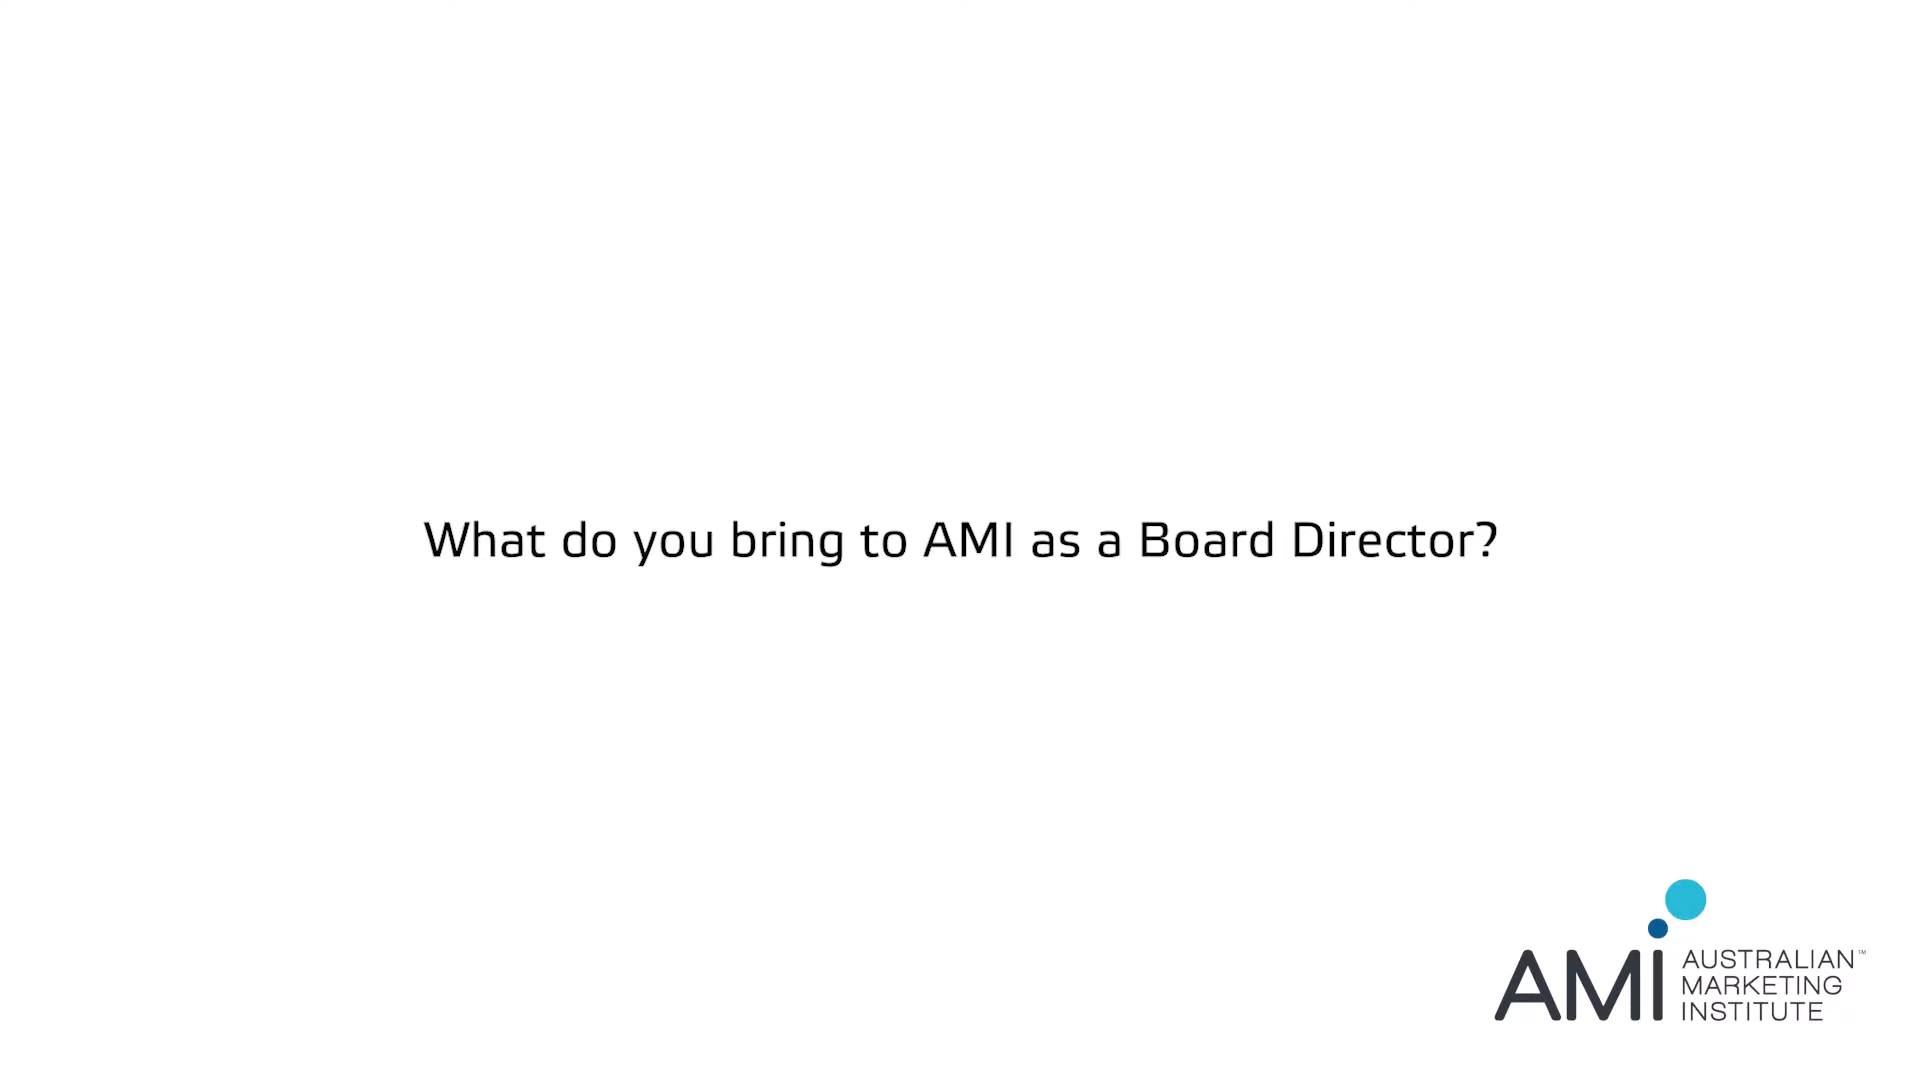 What do you bring to AMI as a Board Director?
AMI
AUSTRALIAN™
MARKETING
INSTITUTE